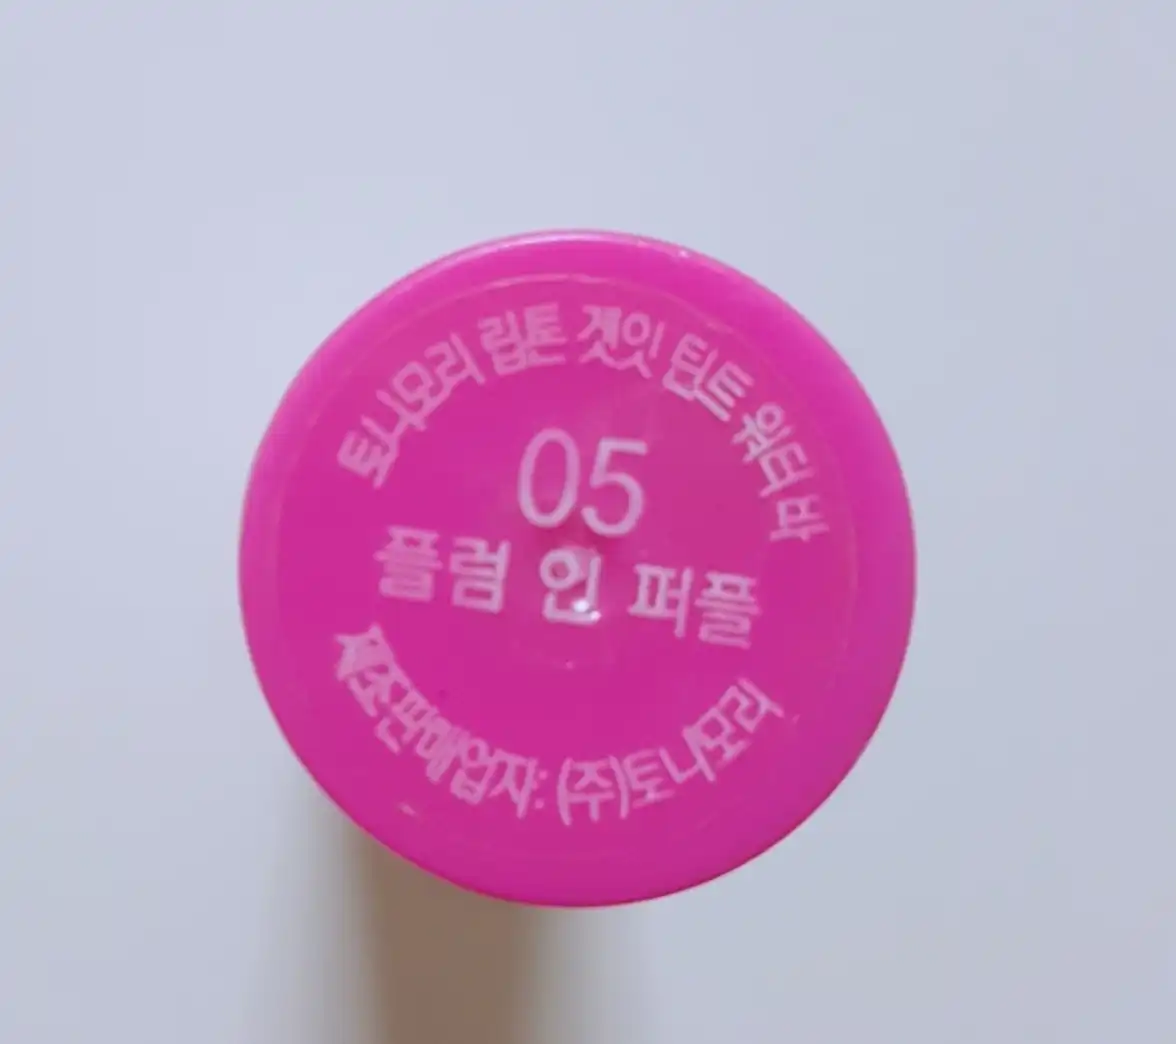 토니모리 립톤 겟잇 틴트 워터바
05
플럼 인 퍼플
제조판매업자: (주)토니모리